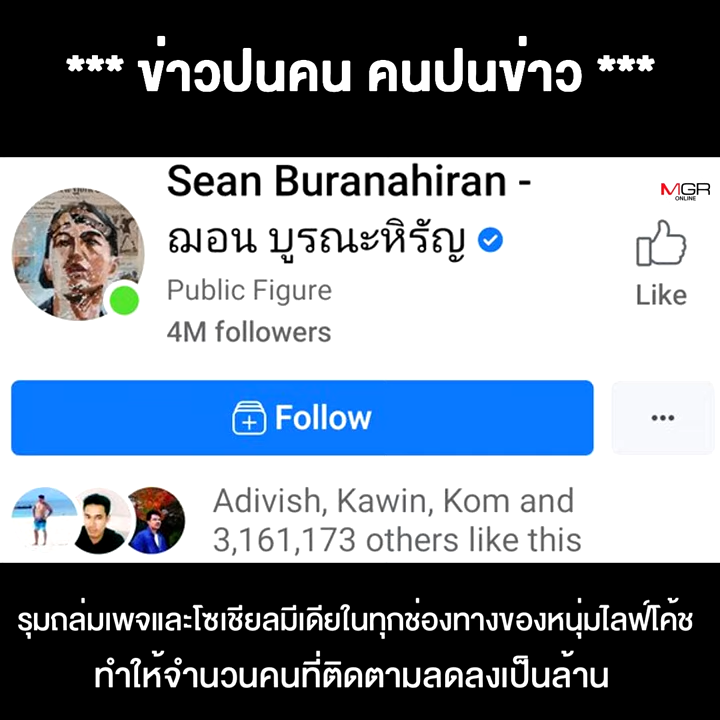 *** ข่าวปนคน คนปนข่าว ***
Sean Buranahiran -
ฌอน บูรณะหิรัญ
MGR
ONLINE
Public Figure
Like
4M followers
Follow
...
Adivish, Kawin, Kom and
3,161,173 others like this
รุมถล่มเพจและโซเชียลมีเดียในทุกช่องทางของหนุ่มไลฟ์โค้ช
ทำให้จำนวนคนที่ติดตามลดลงเป็นล้าน